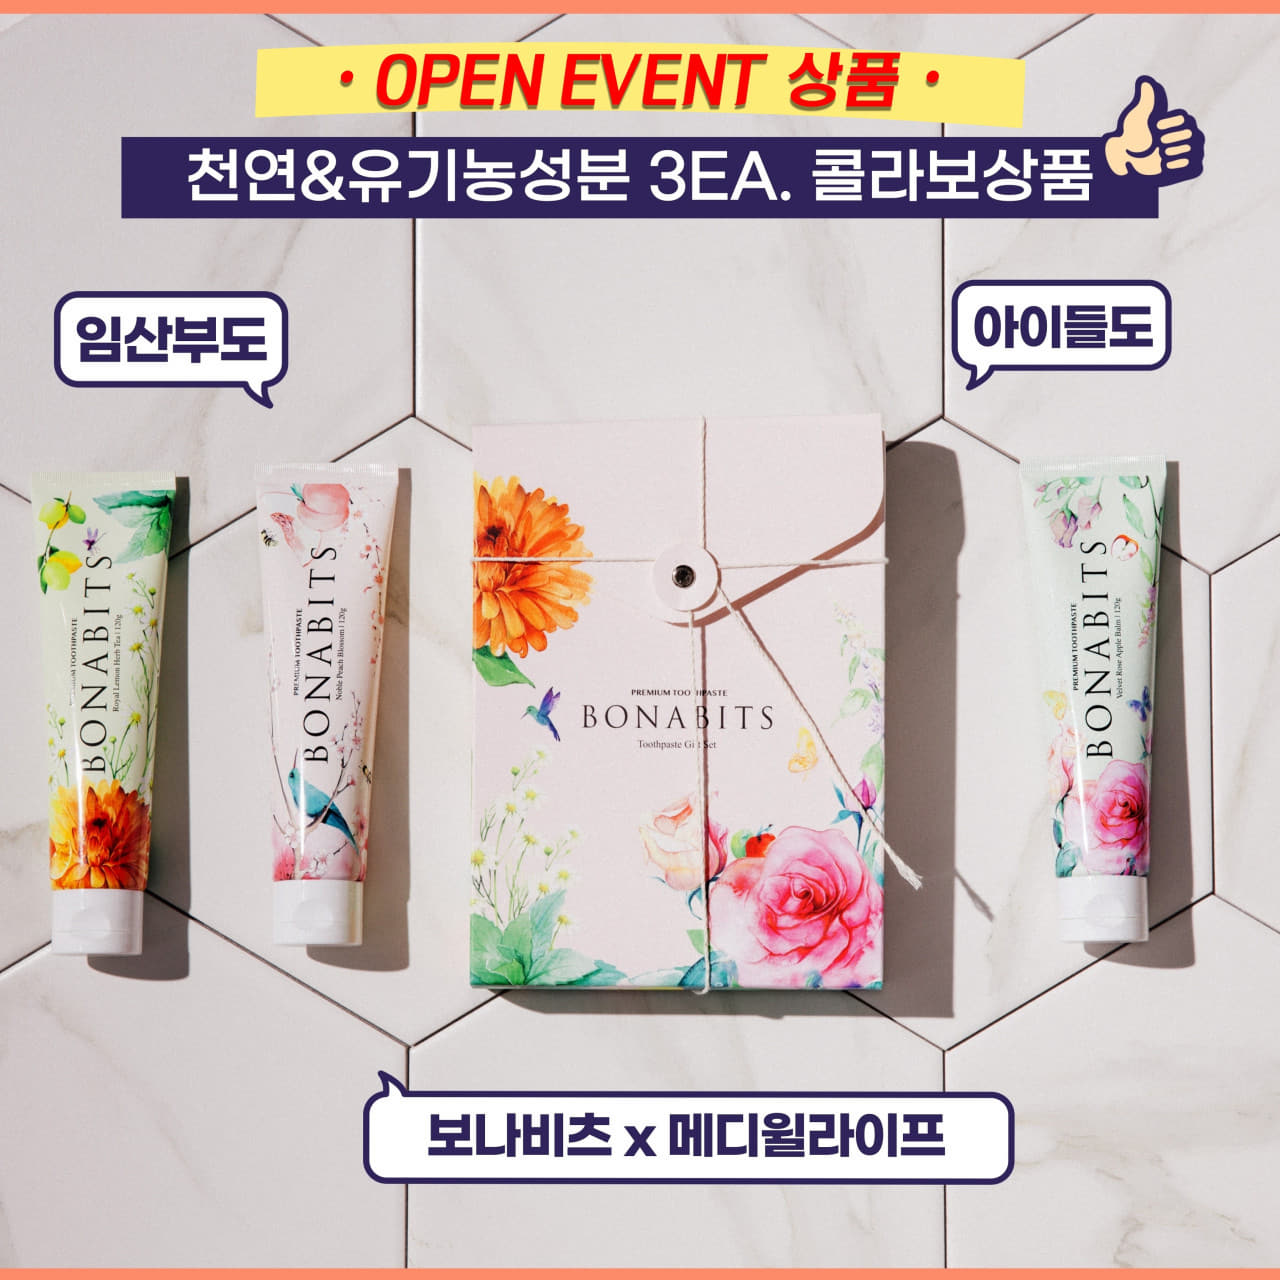 · OPEN EVENT 상품 ·
천연&유기농성분 3EA. 콜라보상품
임산부도
아이들도
PREMIUM TOOTHPASTE
BONABITS
Royal Lemon Herb Tea | 120g
PREMIUM TOOTHPASTE
BONABITS
Noble Peach Blossom | 120g
PREMIUM TOOTHPASTE
BONABITS
Toothpaste Gift Set
PREMIUM TOOTHPASTE
BONABITS
Velvet Rose Apple Balm | 120g
보나비츠 x 메디월라이프